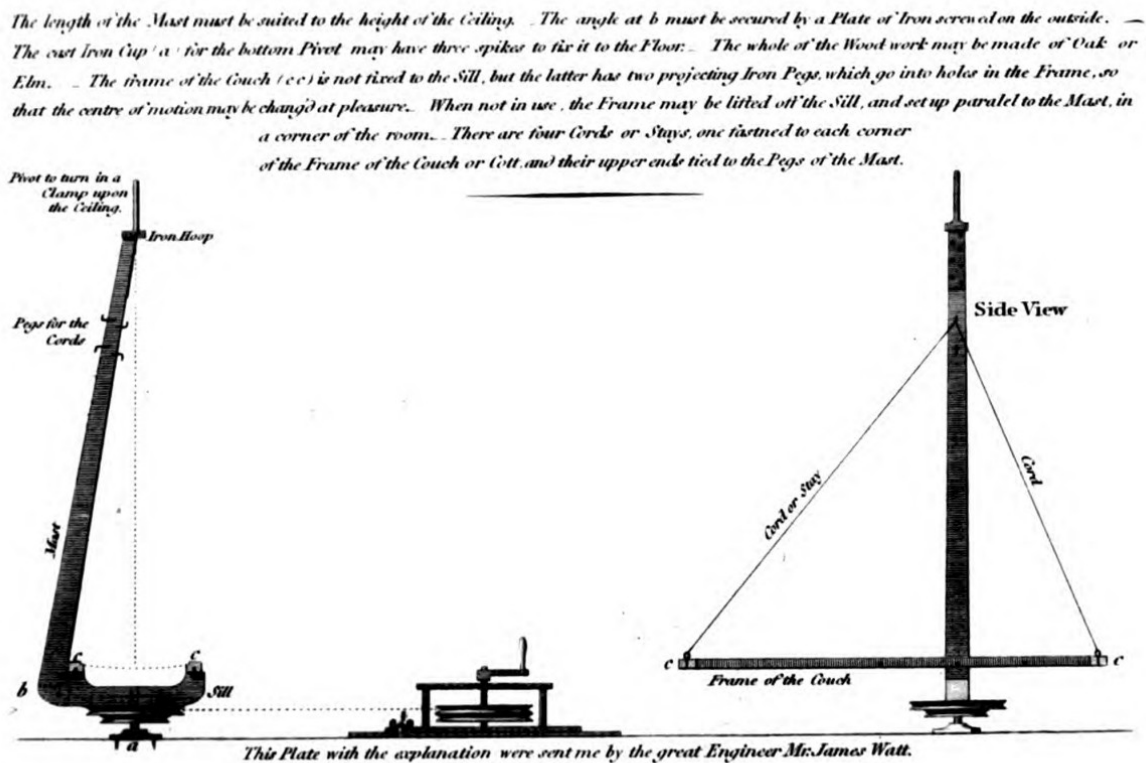 The length of the Mast must be suited to the height of the Ceiling. _ The angle at b must be secured by a Plate of Iron screwed on the outside. _
The cast Iron Cup (a) for the bottom Pivot may have three spikes to fix it to the Floor. _ The whole of the Wood work may be made of Oak or
Elm. _ The frame of the Couch (cc) is not fixed to the Sill, but the latter has two projecting Iron Pegs, which go into holes in the Frame, so
that the centre of motion may be chang'd at pleasure. _ When not in use, the Frame may be lifted off the Sill, and set up paralel to the Mast, in
a corner of the room. _ There are four Cords or Stays, one fastned to each corner
of the Frame of the Couch or Cott, and their upper ends tied to the Pegs of the Mast.
Pivot to turn in a
Clamp upon
the Ceiling.
Iron Hoop
Pegs for the
Cords
Mast
c
c
b
Sill
a
Side View
Cord or Stay
Cord
c
c
Frame of the Couch
This Plate with the explanation were sent me by the great Engineer Mr. James Watt.